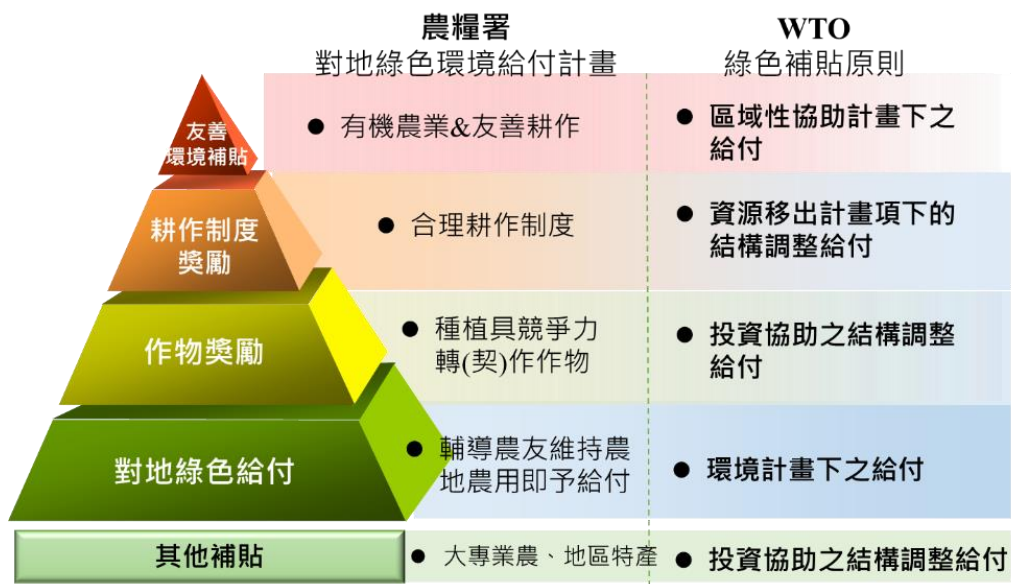 農糧署
對地綠色環境給付計畫
WTO
綠色補貼原則
友善
環境補貼
● 有機農業&友善耕作
● 區域性協助計畫下之
給付
耕作制度
獎勵
● 合理耕作制度
● 資源移出計畫項下的
結構調整給付
作物獎勵
● 種植具競爭力
轉(契)作作物
● 投資協助之結構調整
給付
對地綠色給付
● 輔導農友維持農
地農用即予給付
● 環境計畫下之給付
其他補貼
● 大專業農、地區特產
● 投資協助之結構調整給付